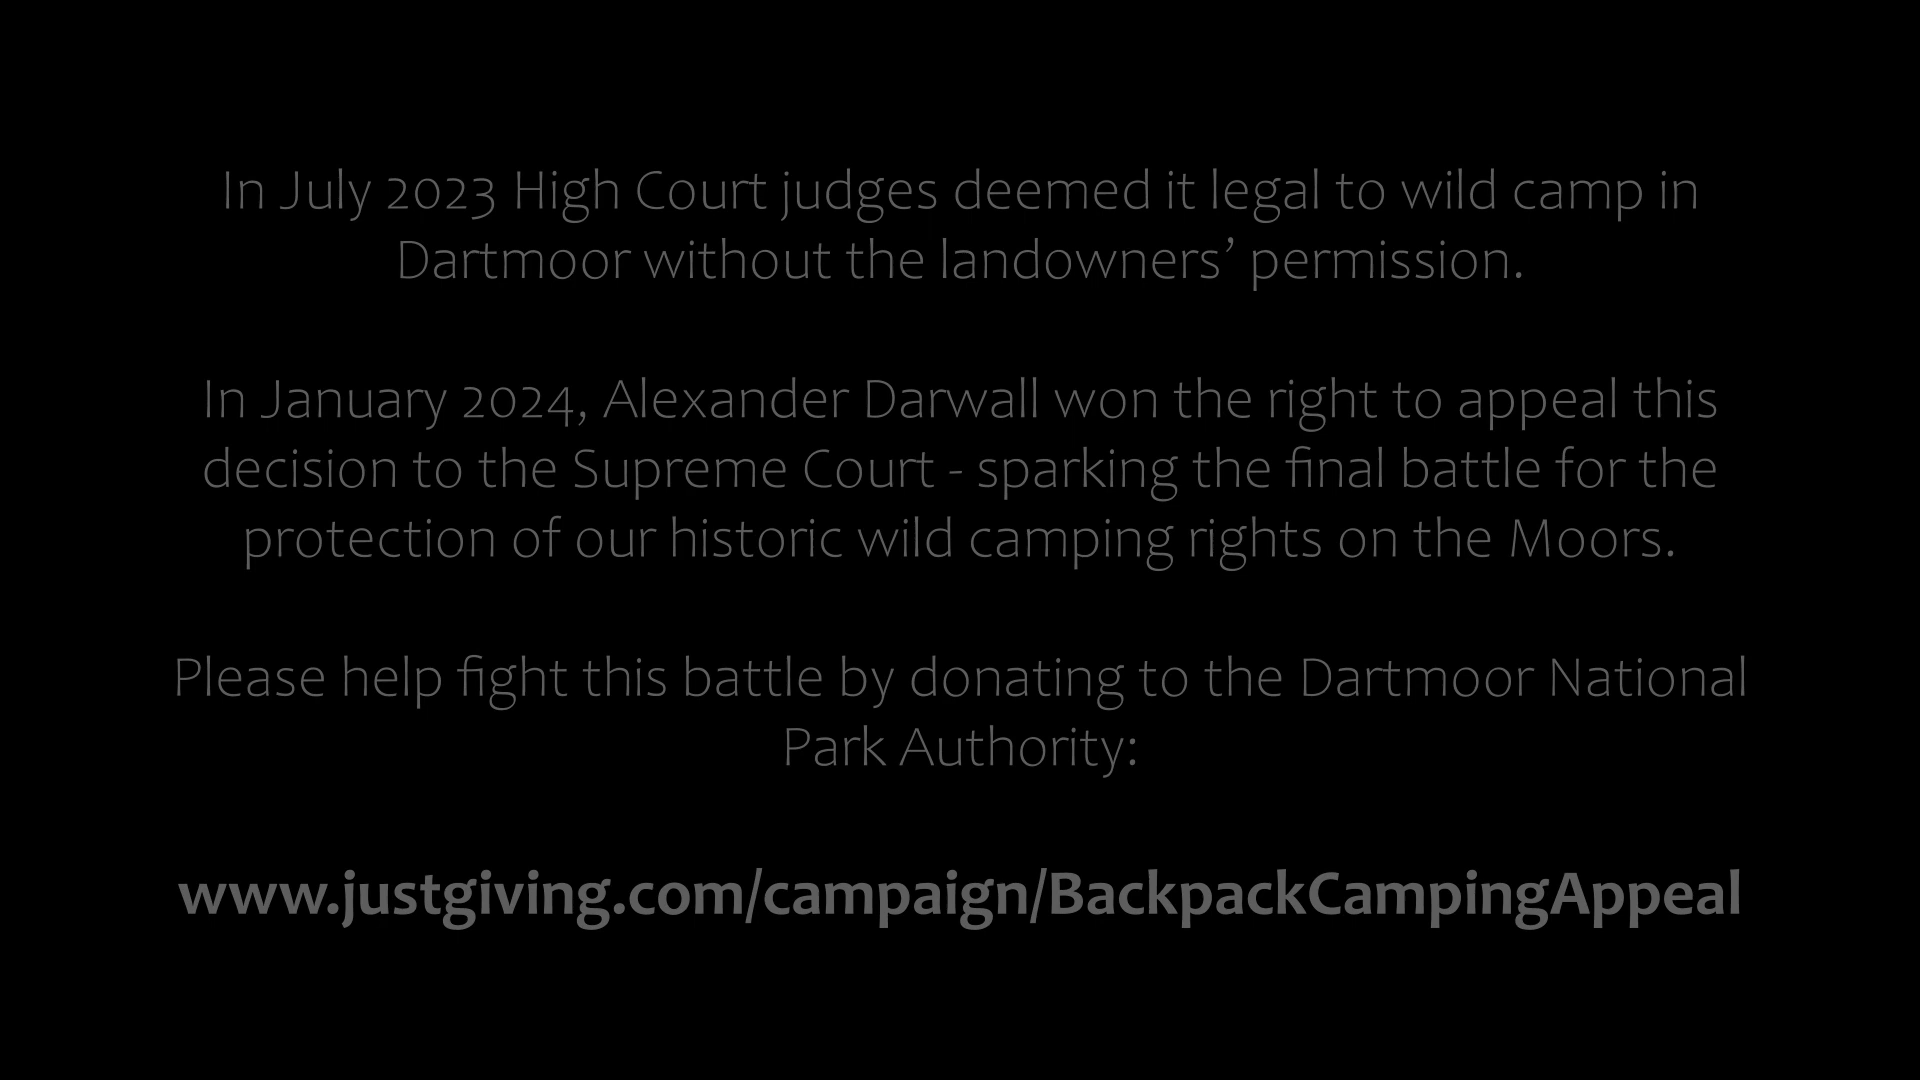 In July 2023 High Court judges deemed it legal to wild camp in
Dartmoor without the landowners’ permission.
In January 2024, Alexander Darwall won the right to appeal this
decision to the Supreme Court - sparking the final battle for the
protection of our historic wild camping rights on the Moors.
Please help fight this battle by donating to the Dartmoor National
Park Authority:
www.justgiving.com/campaign/BackpackCampingAppeal